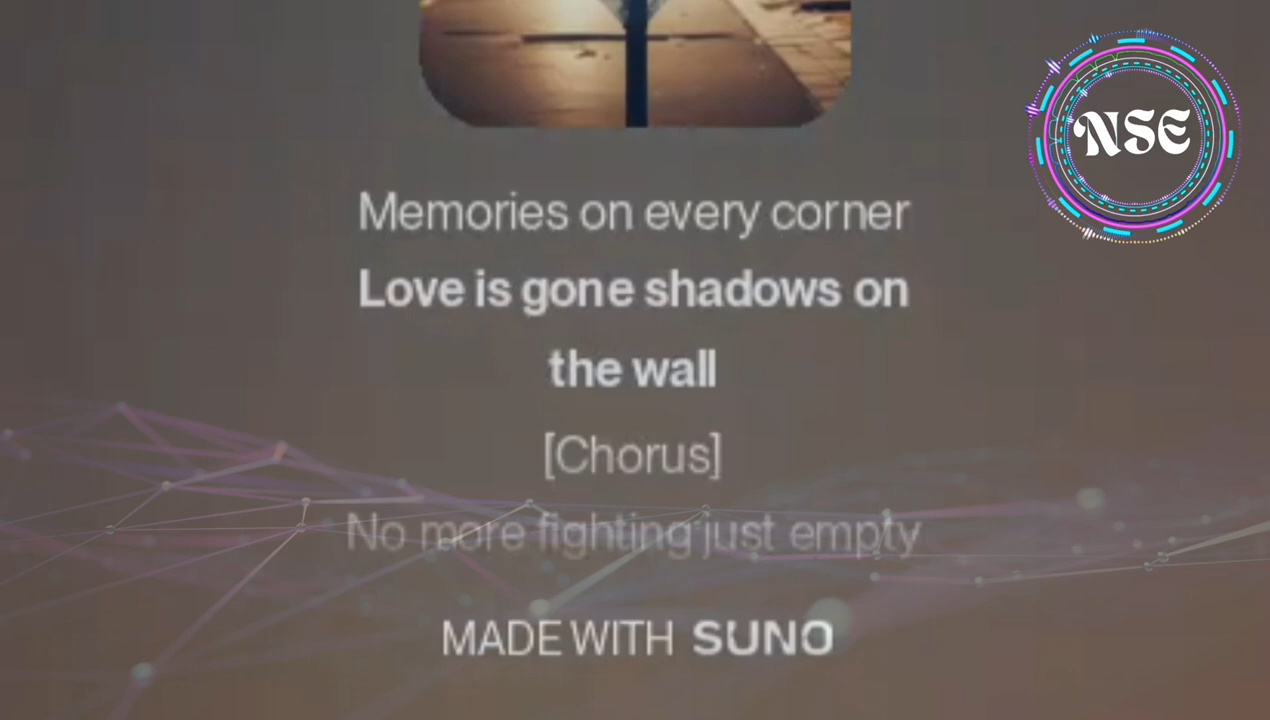 NSE
Memories on every corner
Love is gone shadows on
the wall
[Chorus]
No more fighting just empty
MADE WITH SUNO